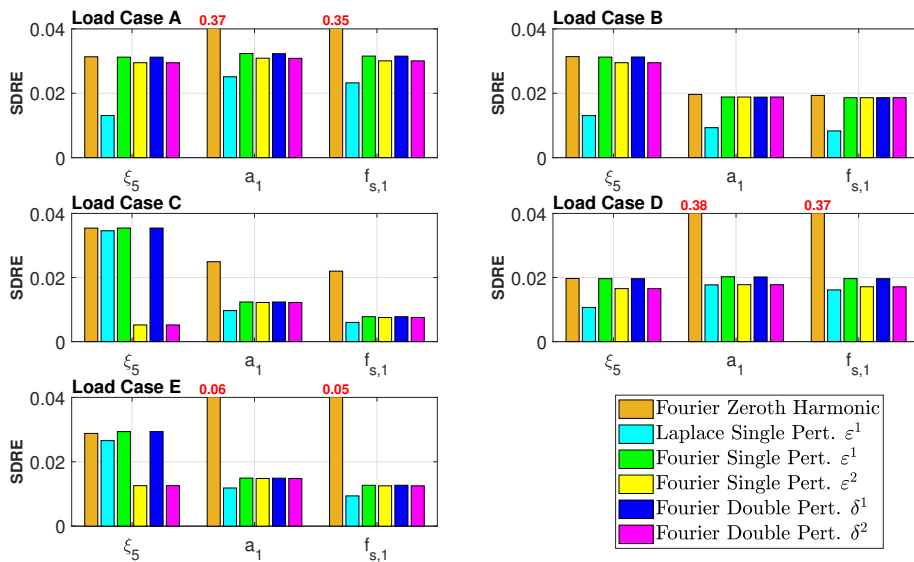 Load Case A
0.37
0.35
0.04
0.02
0
SDRE
ξ5
a1
fs,1
Load Case B
0.04
0.02
0
SDRE
ξ5
a1
fs,1
Load Case C
0.04
0.02
0
SDRE
ξ5
a1
fs,1
Load Case D
0.38
0.37
0.04
0.02
0
SDRE
ξ5
a1
fs,1
Load Case E
0.06
0.05
0.04
0.02
0
SDRE
ξ5
a1
fs,1
Fourier Zeroth Harmonic
Laplace Single Pert. ε¹
Fourier Single Pert. ε¹
Fourier Single Pert. ε²
Fourier Double Pert. δ¹
Fourier Double Pert. δ²